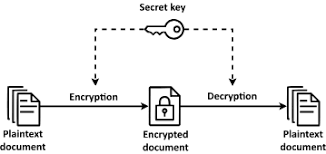 Secret key
Encryption
Decryption
Plaintext
document
Encrypted
document
Plaintext
document